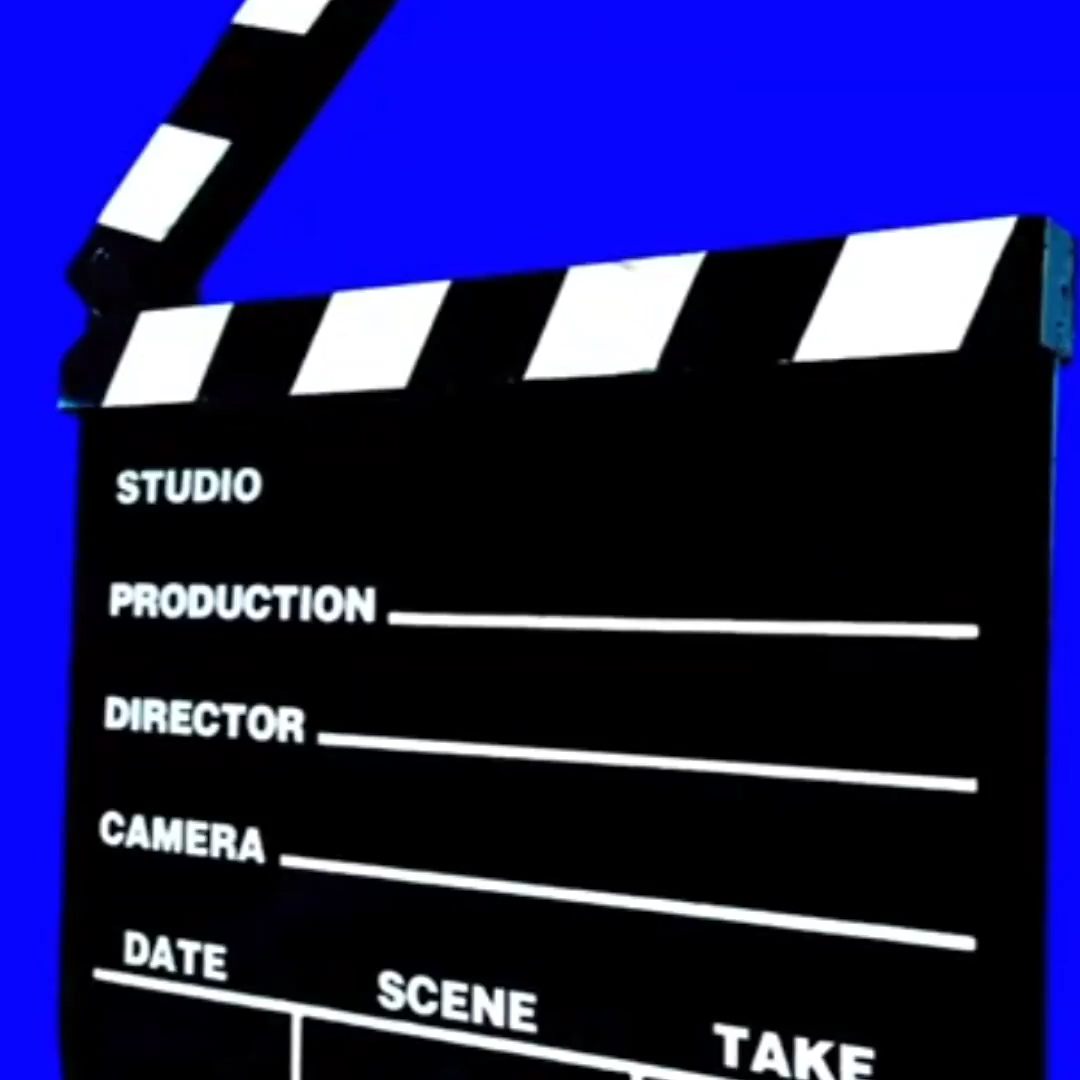 STUDIO
PRODUCTION
DIRECTOR
CAMERA
DATE SCENE TAKE